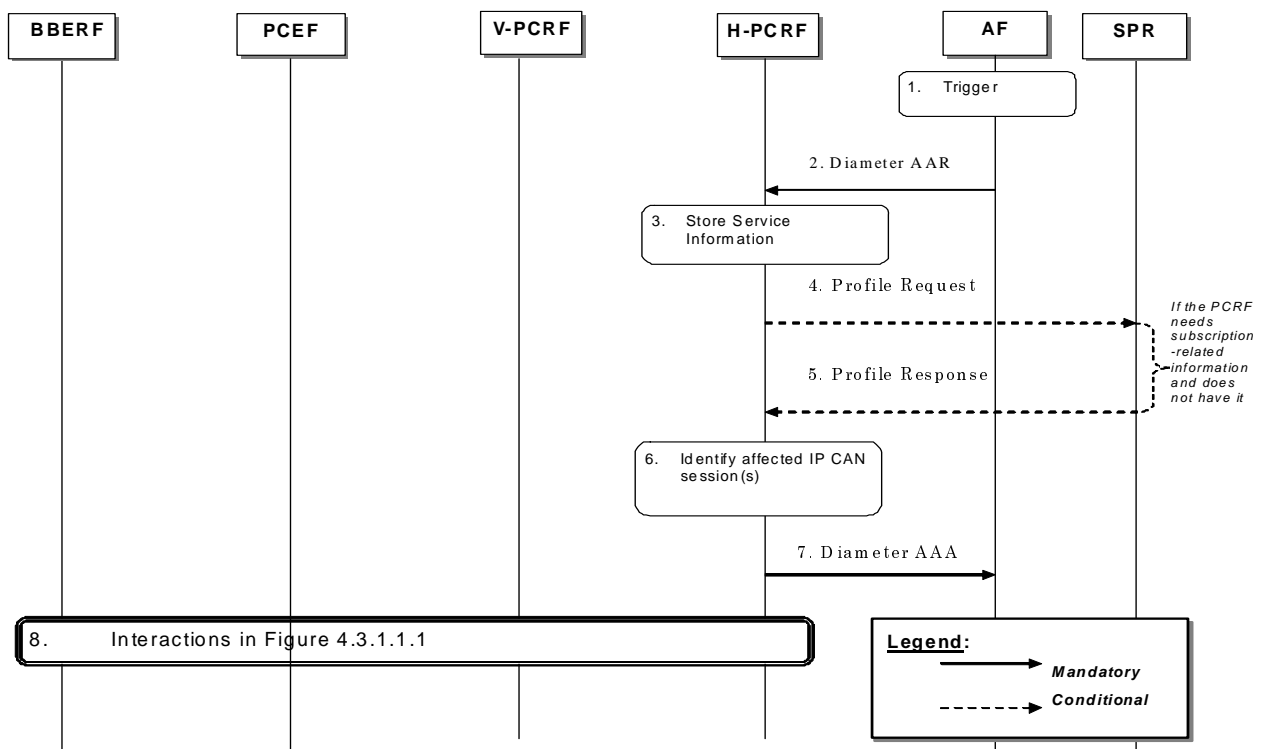 BBERF
PCEF
V-PCRF
H-PCRF
AF
SPR
1. Trigger
2. Diameter AAR
3. Store Service
Information
4. Profile Request
If the PCRF
needs
subscription
-related
information
and does
not have it
5. Profile Response
6. Identify affected IP CAN
session(s)
7. Diameter AAA
8. Interactions in Figure 4.3.1.1.1
Legend:
Mandatory
Conditional